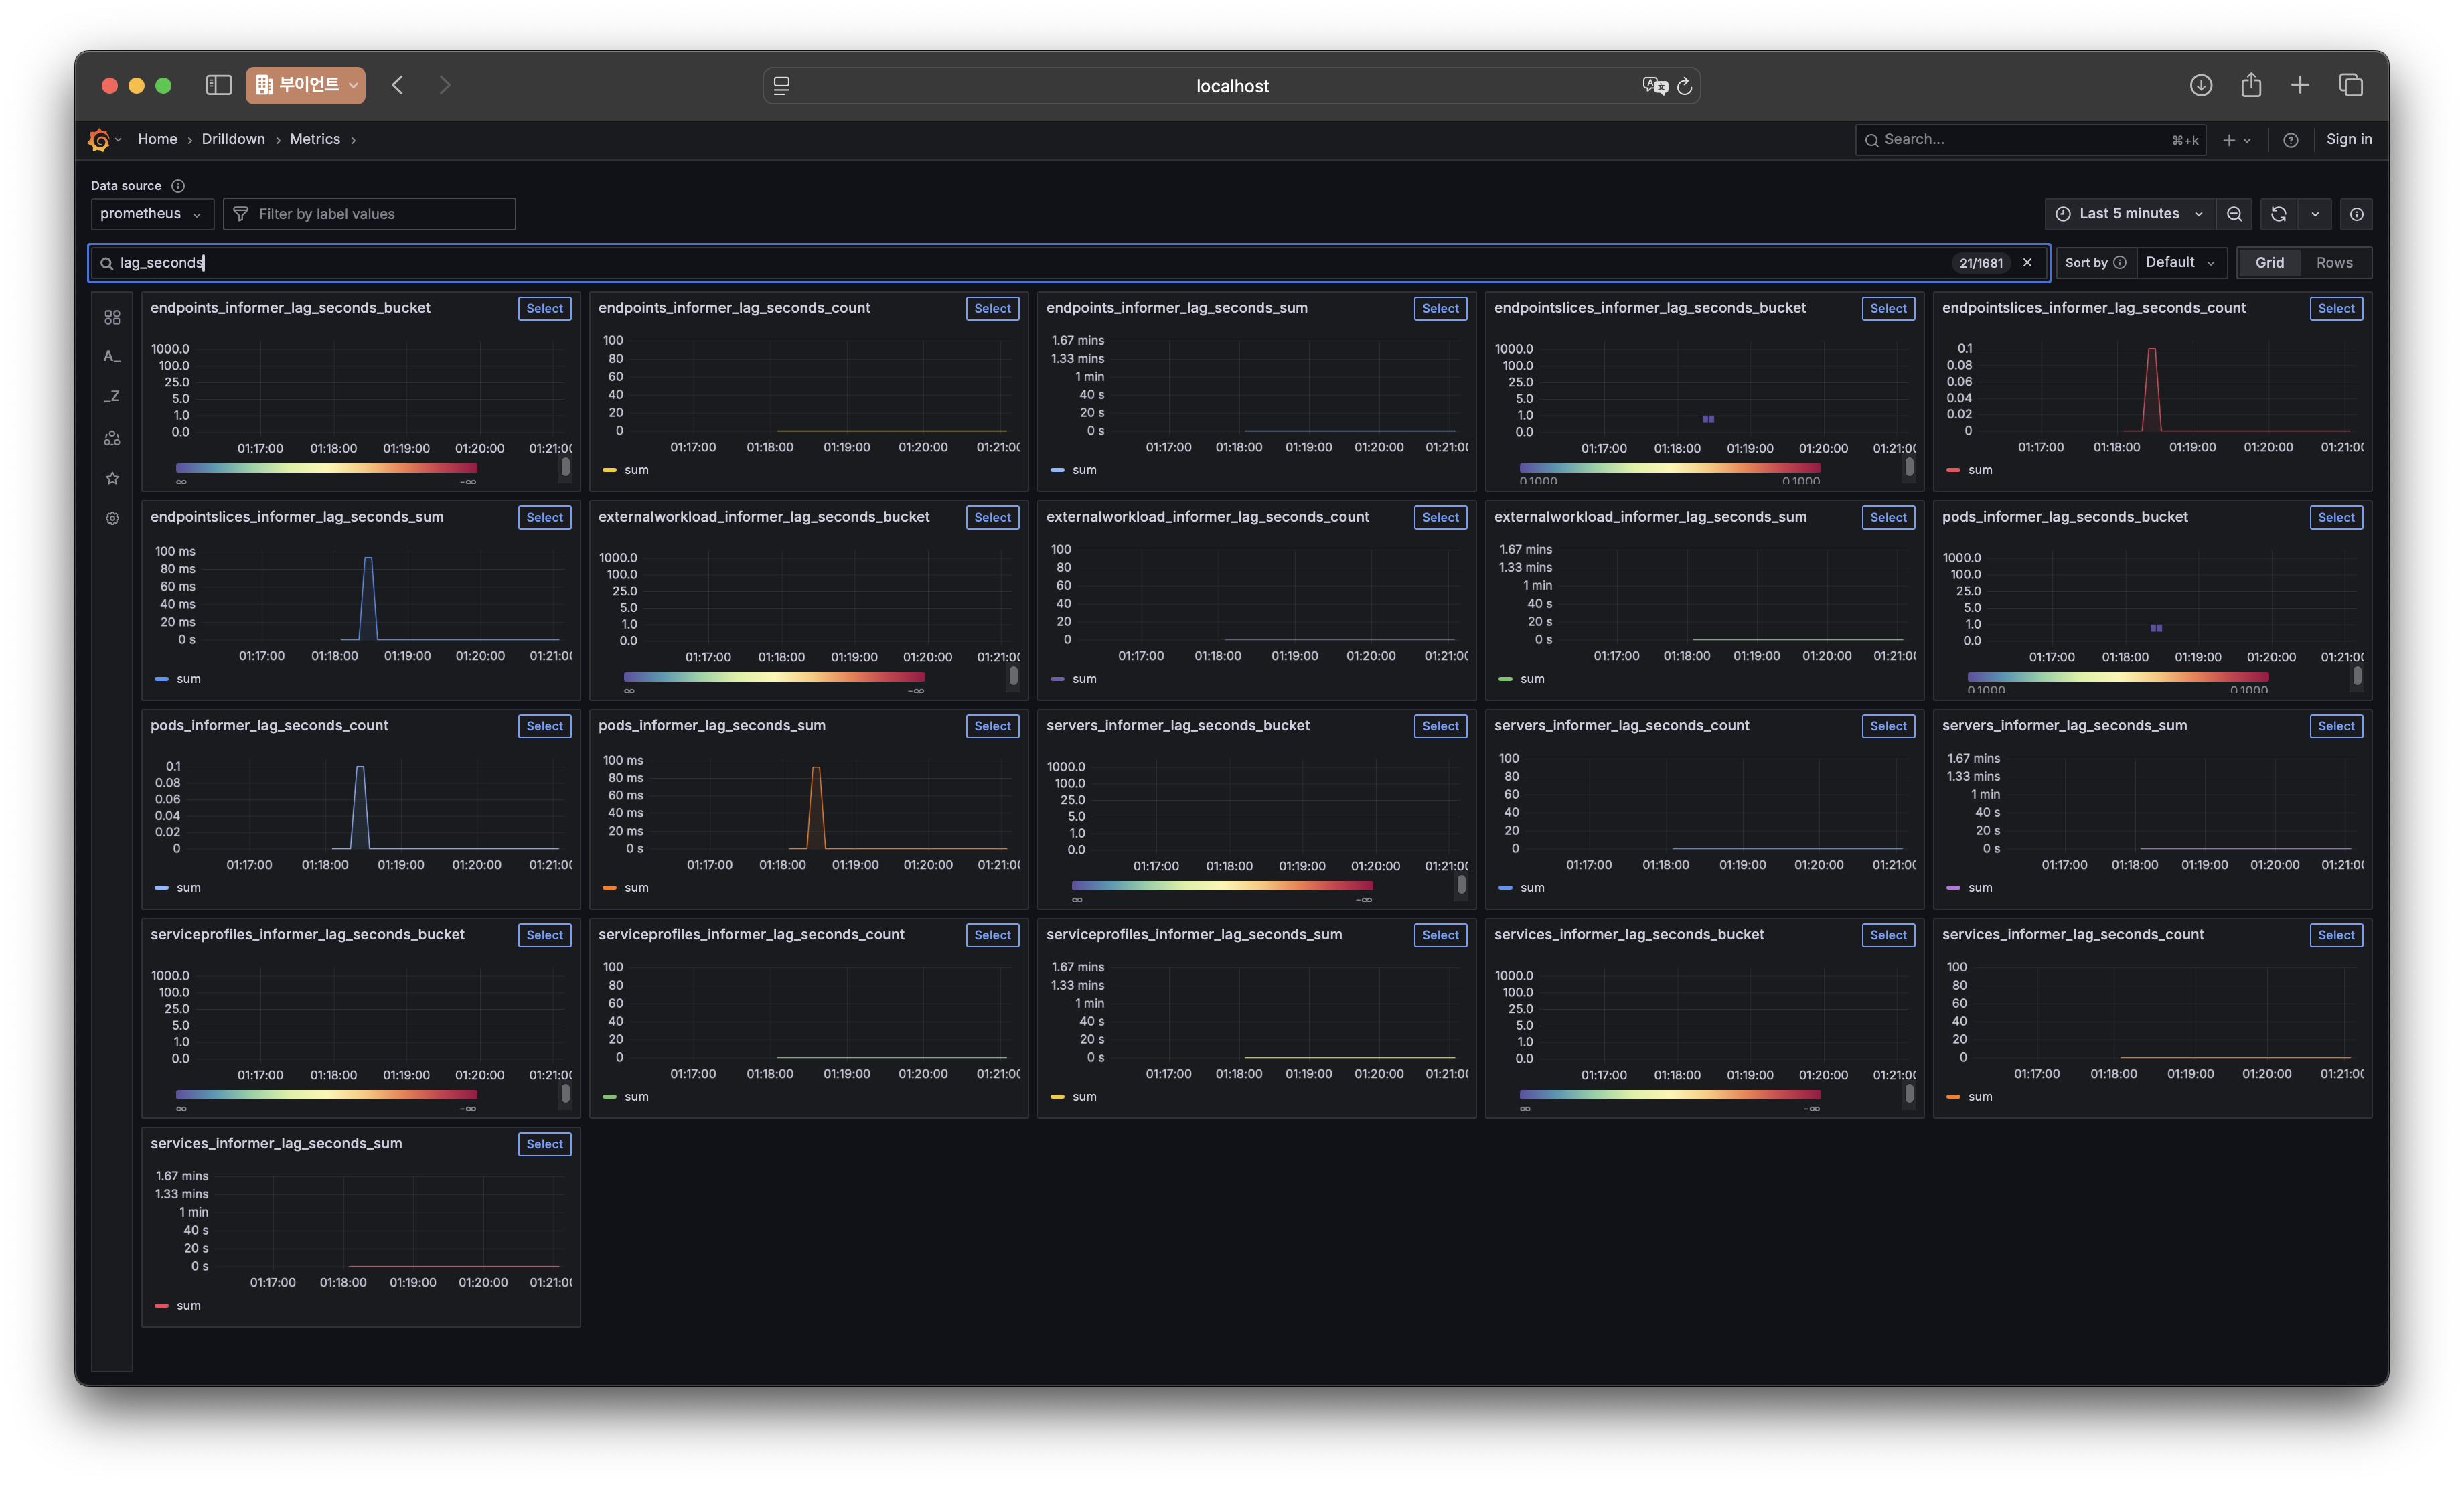 부이언트
localhost
Home › Drilldown › Metrics ›
Search...
⌘+k
Sign in
Data source
prometheus
Filter by label values
Last 5 minutes
lag_seconds
21/1681
Sort by
Default
Grid
Rows
A_
_Z
endpoints_informer_lag_seconds_bucket
Select
1000.0
100.0
25.0
5.0
1.0
0.0
01:17:00 01:18:00 01:19:00 01:20:00 01:21:00
∞ -∞
endpoints_informer_lag_seconds_count
Select
100
80
60
40
20
0
01:17:00 01:18:00 01:19:00 01:20:00 01:21:00
sum
endpoints_informer_lag_seconds_sum
Select
1.67 mins
1.33 mins
1 min
40 s
20 s
0 s
01:17:00 01:18:00 01:19:00 01:20:00 01:21:00
sum
endpointslices_informer_lag_seconds_bucket
Select
1000.0
100.0
25.0
5.0
1.0
0.0
01:17:00 01:18:00 01:19:00 01:20:00 01:21:00
0.1000 0.1000
endpointslices_informer_lag_seconds_count
Select
0.1
0.08
0.06
0.04
0.02
0
01:17:00 01:18:00 01:19:00 01:20:00 01:21:00
sum
endpointslices_informer_lag_seconds_sum
Select
100 ms
80 ms
60 ms
40 ms
20 ms
0 s
01:17:00 01:18:00 01:19:00 01:20:00 01:21:00
sum
externalworkload_informer_lag_seconds_bucket
Select
1000.0
100.0
25.0
5.0
1.0
0.0
01:17:00 01:18:00 01:19:00 01:20:00 01:21:00
∞ -∞
externalworkload_informer_lag_seconds_count
Select
100
80
60
40
20
0
01:17:00 01:18:00 01:19:00 01:20:00 01:21:00
sum
externalworkload_informer_lag_seconds_sum
Select
1.67 mins
1.33 mins
1 min
40 s
20 s
0 s
01:17:00 01:18:00 01:19:00 01:20:00 01:21:00
sum
pods_informer_lag_seconds_bucket
Select
1000.0
100.0
25.0
5.0
1.0
0.0
01:17:00 01:18:00 01:19:00 01:20:00 01:21:00
0.1000 0.1000
pods_informer_lag_seconds_count
Select
0.1
0.08
0.06
0.04
0.02
0
01:17:00 01:18:00 01:19:00 01:20:00 01:21:00
sum
pods_informer_lag_seconds_sum
Select
100 ms
80 ms
60 ms
40 ms
20 ms
0 s
01:17:00 01:18:00 01:19:00 01:20:00 01:21:00
sum
servers_informer_lag_seconds_bucket
Select
1000.0
100.0
25.0
5.0
1.0
0.0
01:17:00 01:18:00 01:19:00 01:20:00 01:21:00
∞ -∞
servers_informer_lag_seconds_count
Select
100
80
60
40
20
0
01:17:00 01:18:00 01:19:00 01:20:00 01:21:00
sum
servers_informer_lag_seconds_sum
Select
1.67 mins
1.33 mins
1 min
40 s
20 s
0 s
01:17:00 01:18:00 01:19:00 01:20:00 01:21:00
sum
serviceprofiles_informer_lag_seconds_bucket
Select
1000.0
100.0
25.0
5.0
1.0
0.0
01:17:00 01:18:00 01:19:00 01:20:00 01:21:00
∞ -∞
serviceprofiles_informer_lag_seconds_count
Select
100
80
60
40
20
0
01:17:00 01:18:00 01:19:00 01:20:00 01:21:00
sum
serviceprofiles_informer_lag_seconds_sum
Select
1.67 mins
1.33 mins
1 min
40 s
20 s
0 s
01:17:00 01:18:00 01:19:00 01:20:00 01:21:00
sum
services_informer_lag_seconds_bucket
Select
1000.0
100.0
25.0
5.0
1.0
0.0
01:17:00 01:18:00 01:19:00 01:20:00 01:21:00
∞ -∞
services_informer_lag_seconds_count
Select
100
80
60
40
20
0
01:17:00 01:18:00 01:19:00 01:20:00 01:21:00
sum
services_informer_lag_seconds_sum
Select
1.67 mins
1.33 mins
1 min
40 s
20 s
0 s
01:17:00 01:18:00 01:19:00 01:20:00 01:21:00
sum